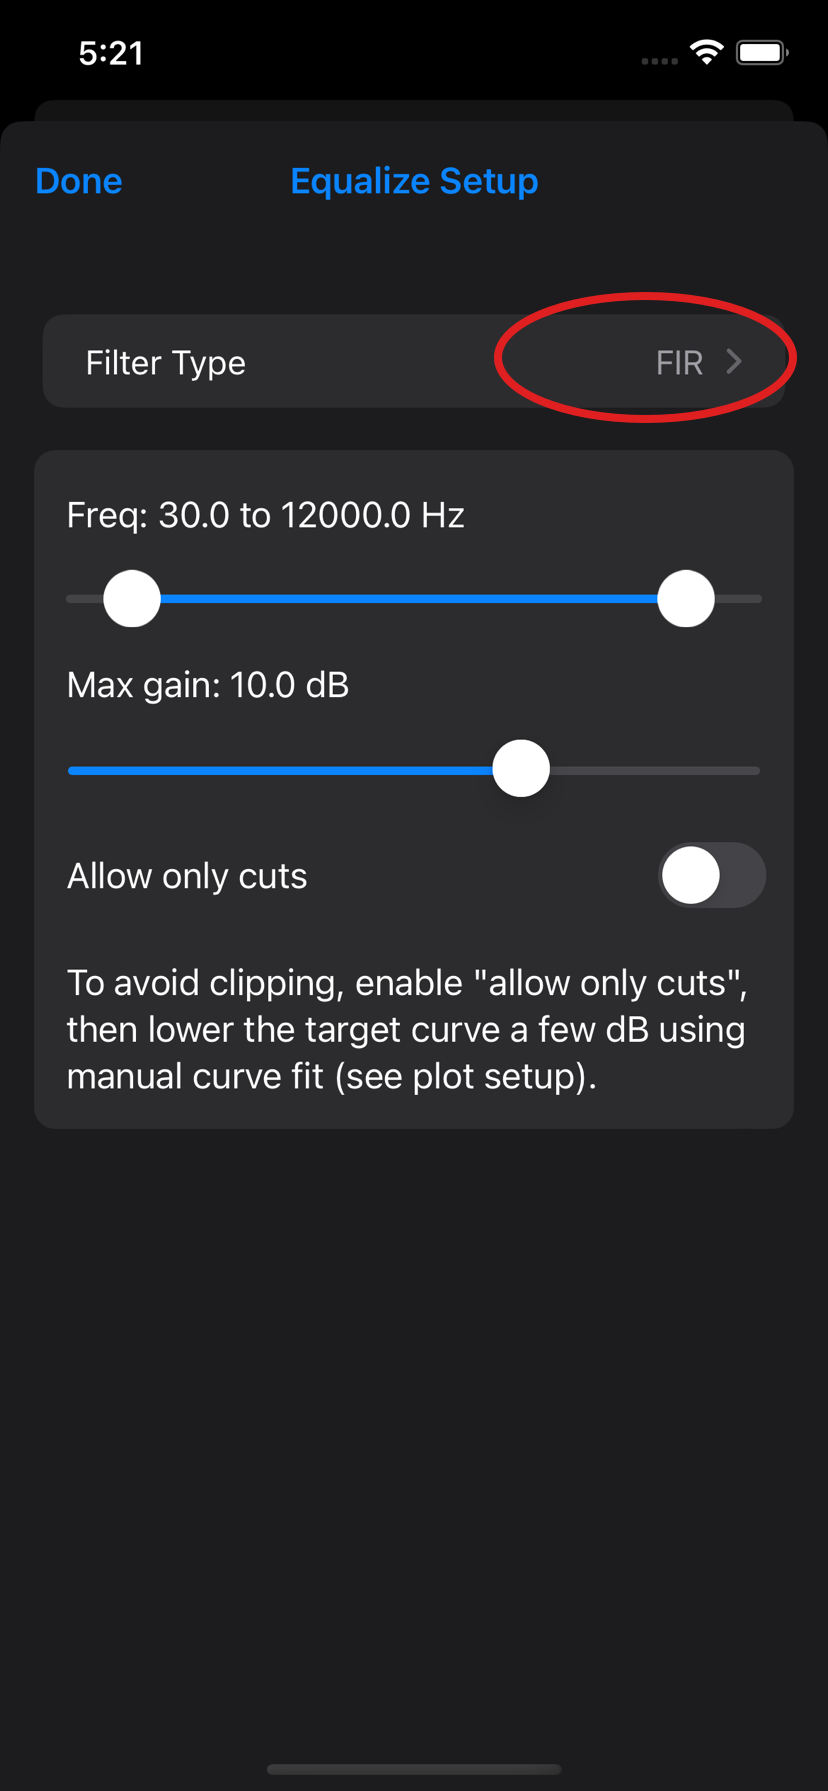 5:21
Done
Equalize Setup
Filter Type
FIR
Freq: 30.0 to 12000.0 Hz
Max gain: 10.0 dB
Allow only cuts
To avoid clipping, enable "allow only cuts",
then lower the target curve a few dB using
manual curve fit (see plot setup).